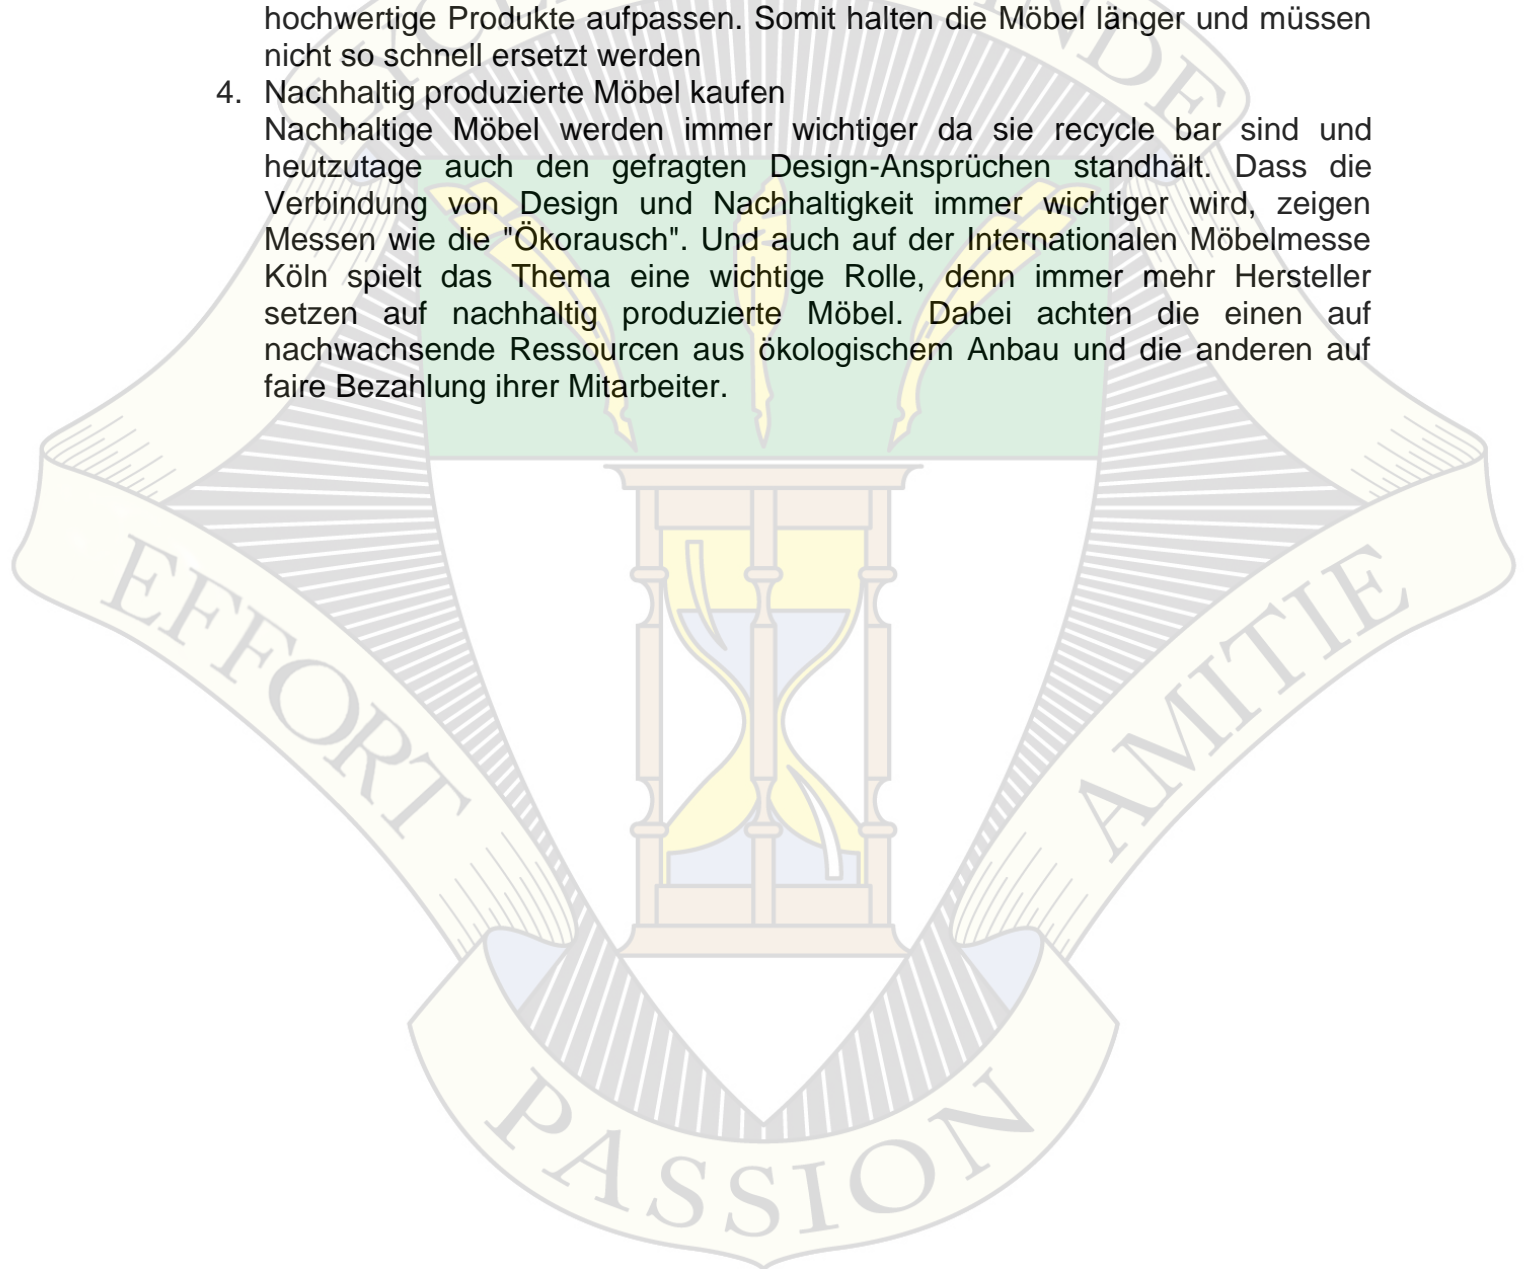 hochwertige Produkte aufpassen. Somit halten die Möbel länger und müssen
nicht so schnell ersetzt werden
4. Nachhaltig produzierte Möbel kaufen
Nachhaltige Möbel werden immer wichtiger da sie recycle bar sind und
heutzutage auch den gefragten Design-Ansprüchen standhält. Dass die
Verbindung von Design und Nachhaltigkeit immer wichtiger wird, zeigen
Messen wie die "Ökorausch". Und auch auf der Internationalen Möbelmesse
Köln spielt das Thema eine wichtige Rolle, denn immer mehr Hersteller
setzen auf nachhaltig produzierte Möbel. Dabei achten die einen auf
nachwachsende Ressourcen aus ökologischem Anbau und die anderen auf
faire Bezahlung ihrer Mitarbeiter.
EFFORT
AMITIE
PASSION